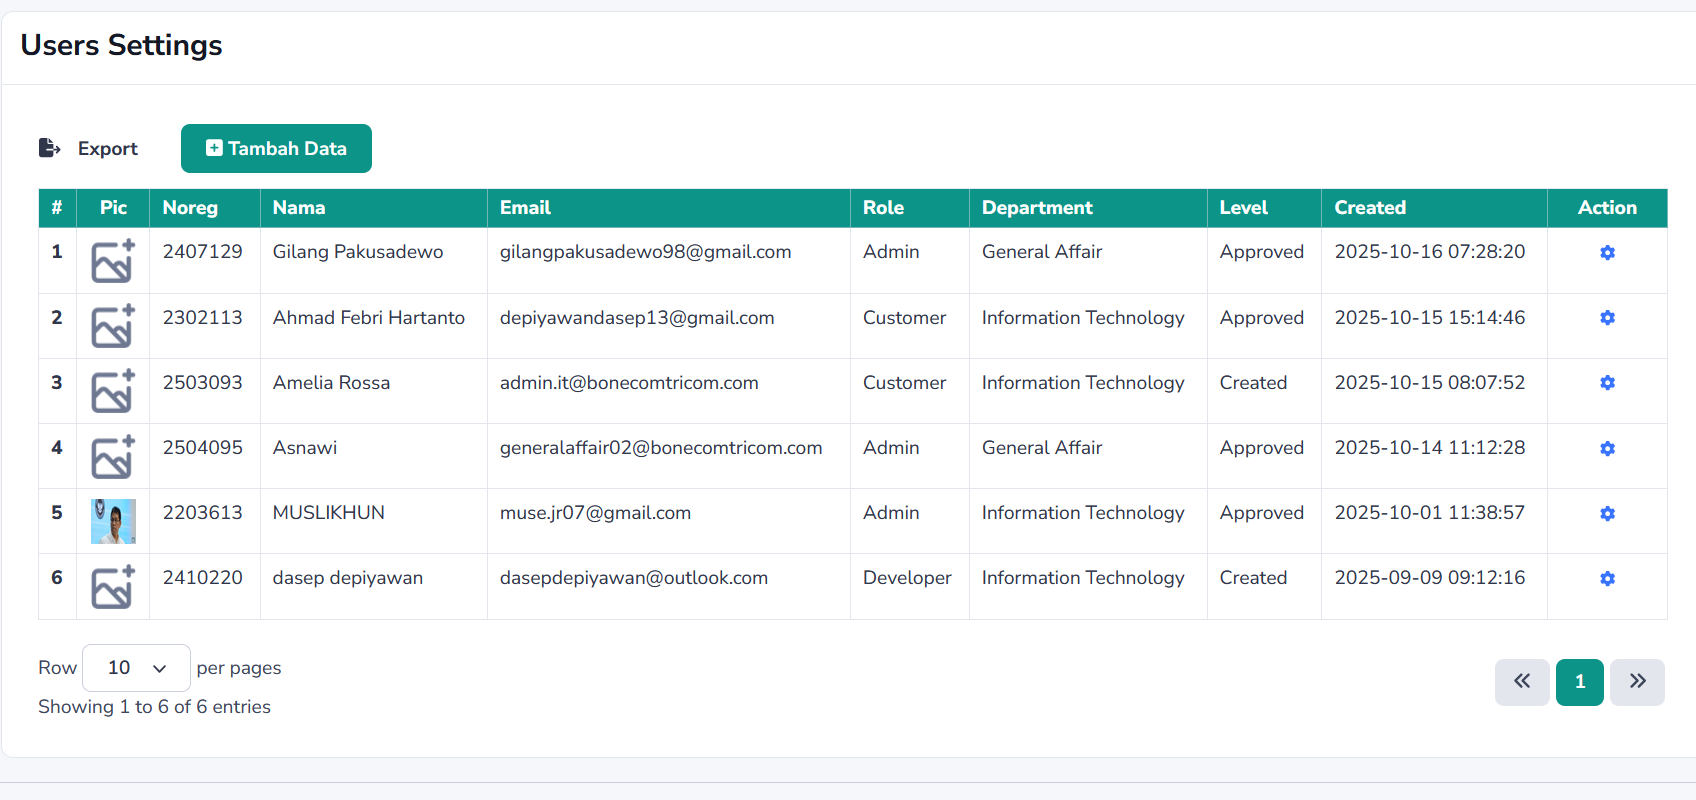 Users Settings
Export
Tambah Data
# Pic Noreg Nama Email Role Department Level Created Action
1 2407129 Gilang Pakusadewo gilangpakusadewo98@gmail.com Admin General Affair Approved 2025-10-16 07:28:20
2 2302113 Ahmad Febri Hartanto depiyawandasep13@gmail.com Customer Information Technology Approved 2025-10-15 15:14:46
3 2503093 Amelia Rossa admin.it@bonecomtricom.com Customer Information Technology Created 2025-10-15 08:07:52
4 2504095 Asnawi generalaffair02@bonecomtricom.com Admin General Affair Approved 2025-10-14 11:12:28
5 2203613 MUSLIKHUN muse.jr07@gmail.com Admin Information Technology Approved 2025-10-01 11:38:57
6 2410220 dasep depiyawan dasepdepiyawan@outlook.com Developer Information Technology Created 2025-09-09 09:12:16
Row 10 per pages
Showing 1 to 6 of 6 entries
« 1 »